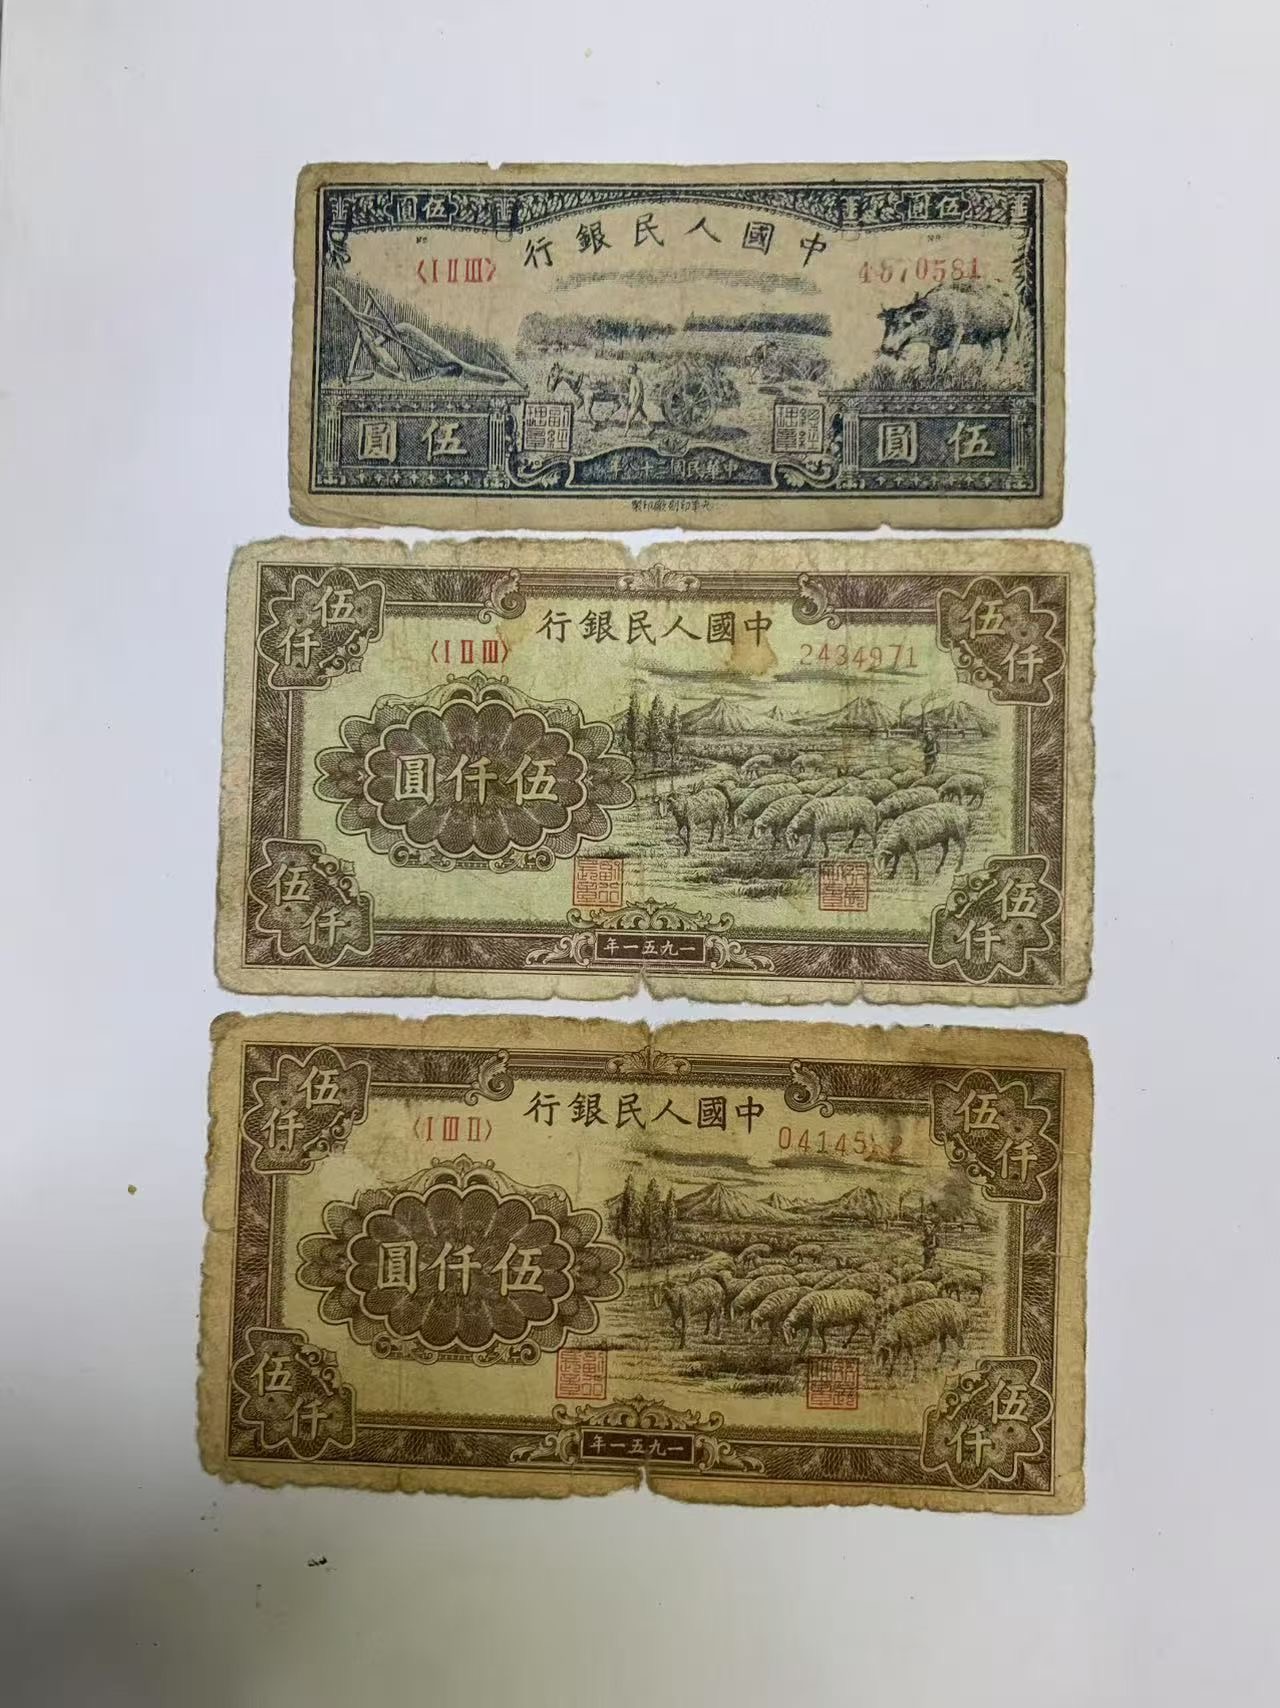 伍圓 伍圓
中國人民銀行
Nº Nº
〈I II III〉 4870581
伍圓 伍圓
中華民國三十八年
伍仟 伍仟
中國人民銀行
〈I II III〉 2434971
伍仟圓
伍仟 伍仟
一九五一年
伍仟 伍仟
中國人民銀行
〈I III II〉
伍仟圓
伍仟 伍仟
一九五一年